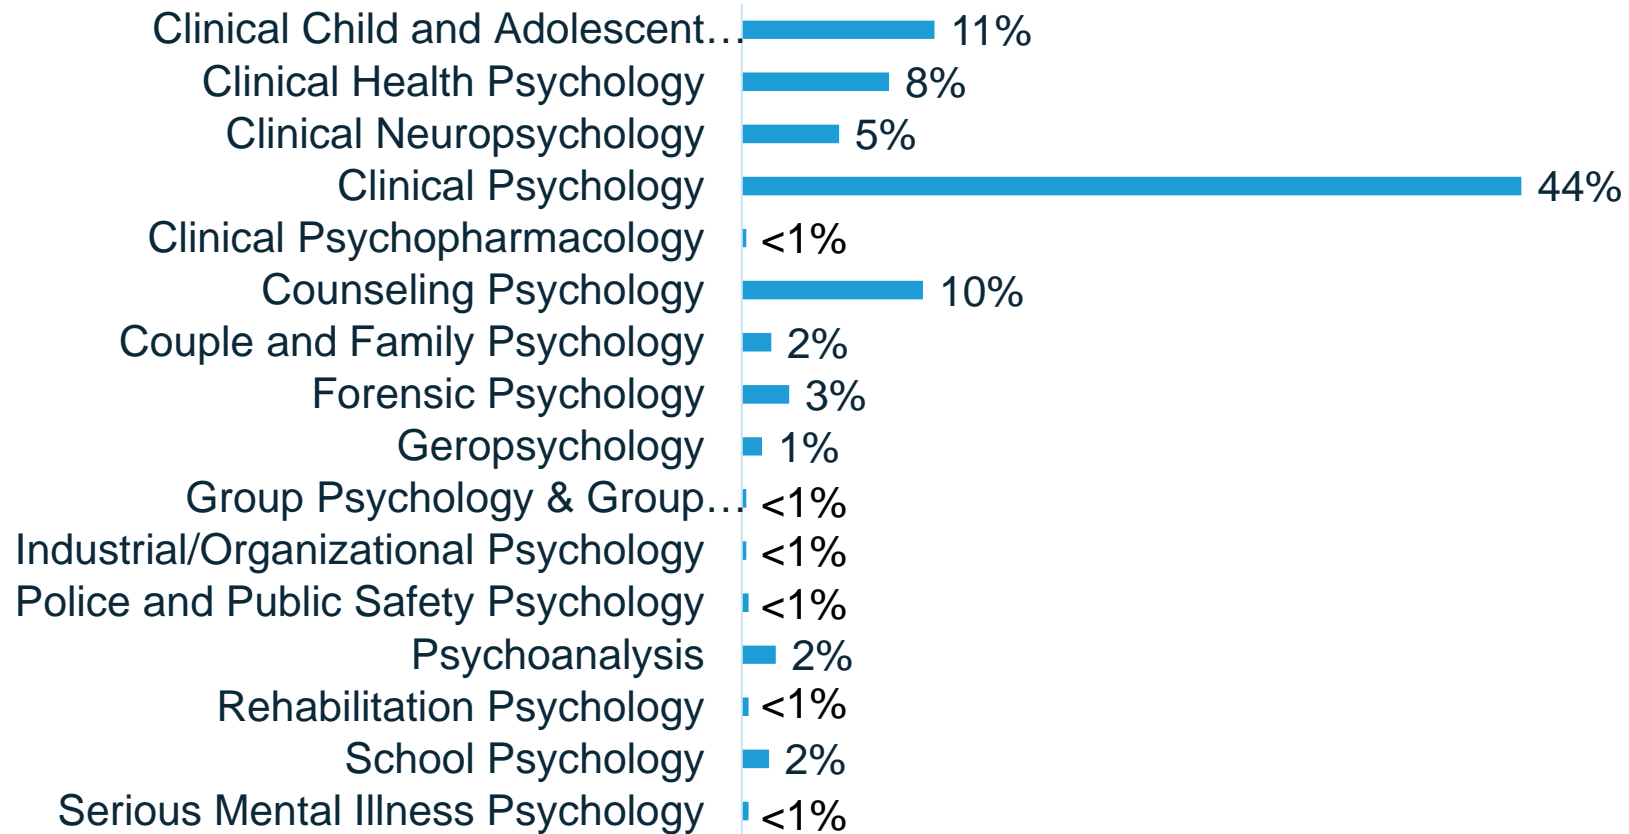 Clinical Child and Adolescent… 11%
Clinical Health Psychology 8%
Clinical Neuropsychology 5%
Clinical Psychology 44%
Clinical Psychopharmacology <1%
Counseling Psychology 10%
Couple and Family Psychology 2%
Forensic Psychology 3%
Geropsychology 1%
Group Psychology & Group… <1%
Industrial/Organizational Psychology <1%
Police and Public Safety Psychology <1%
Psychoanalysis 2%
Rehabilitation Psychology <1%
School Psychology 2%
Serious Mental Illness Psychology <1%